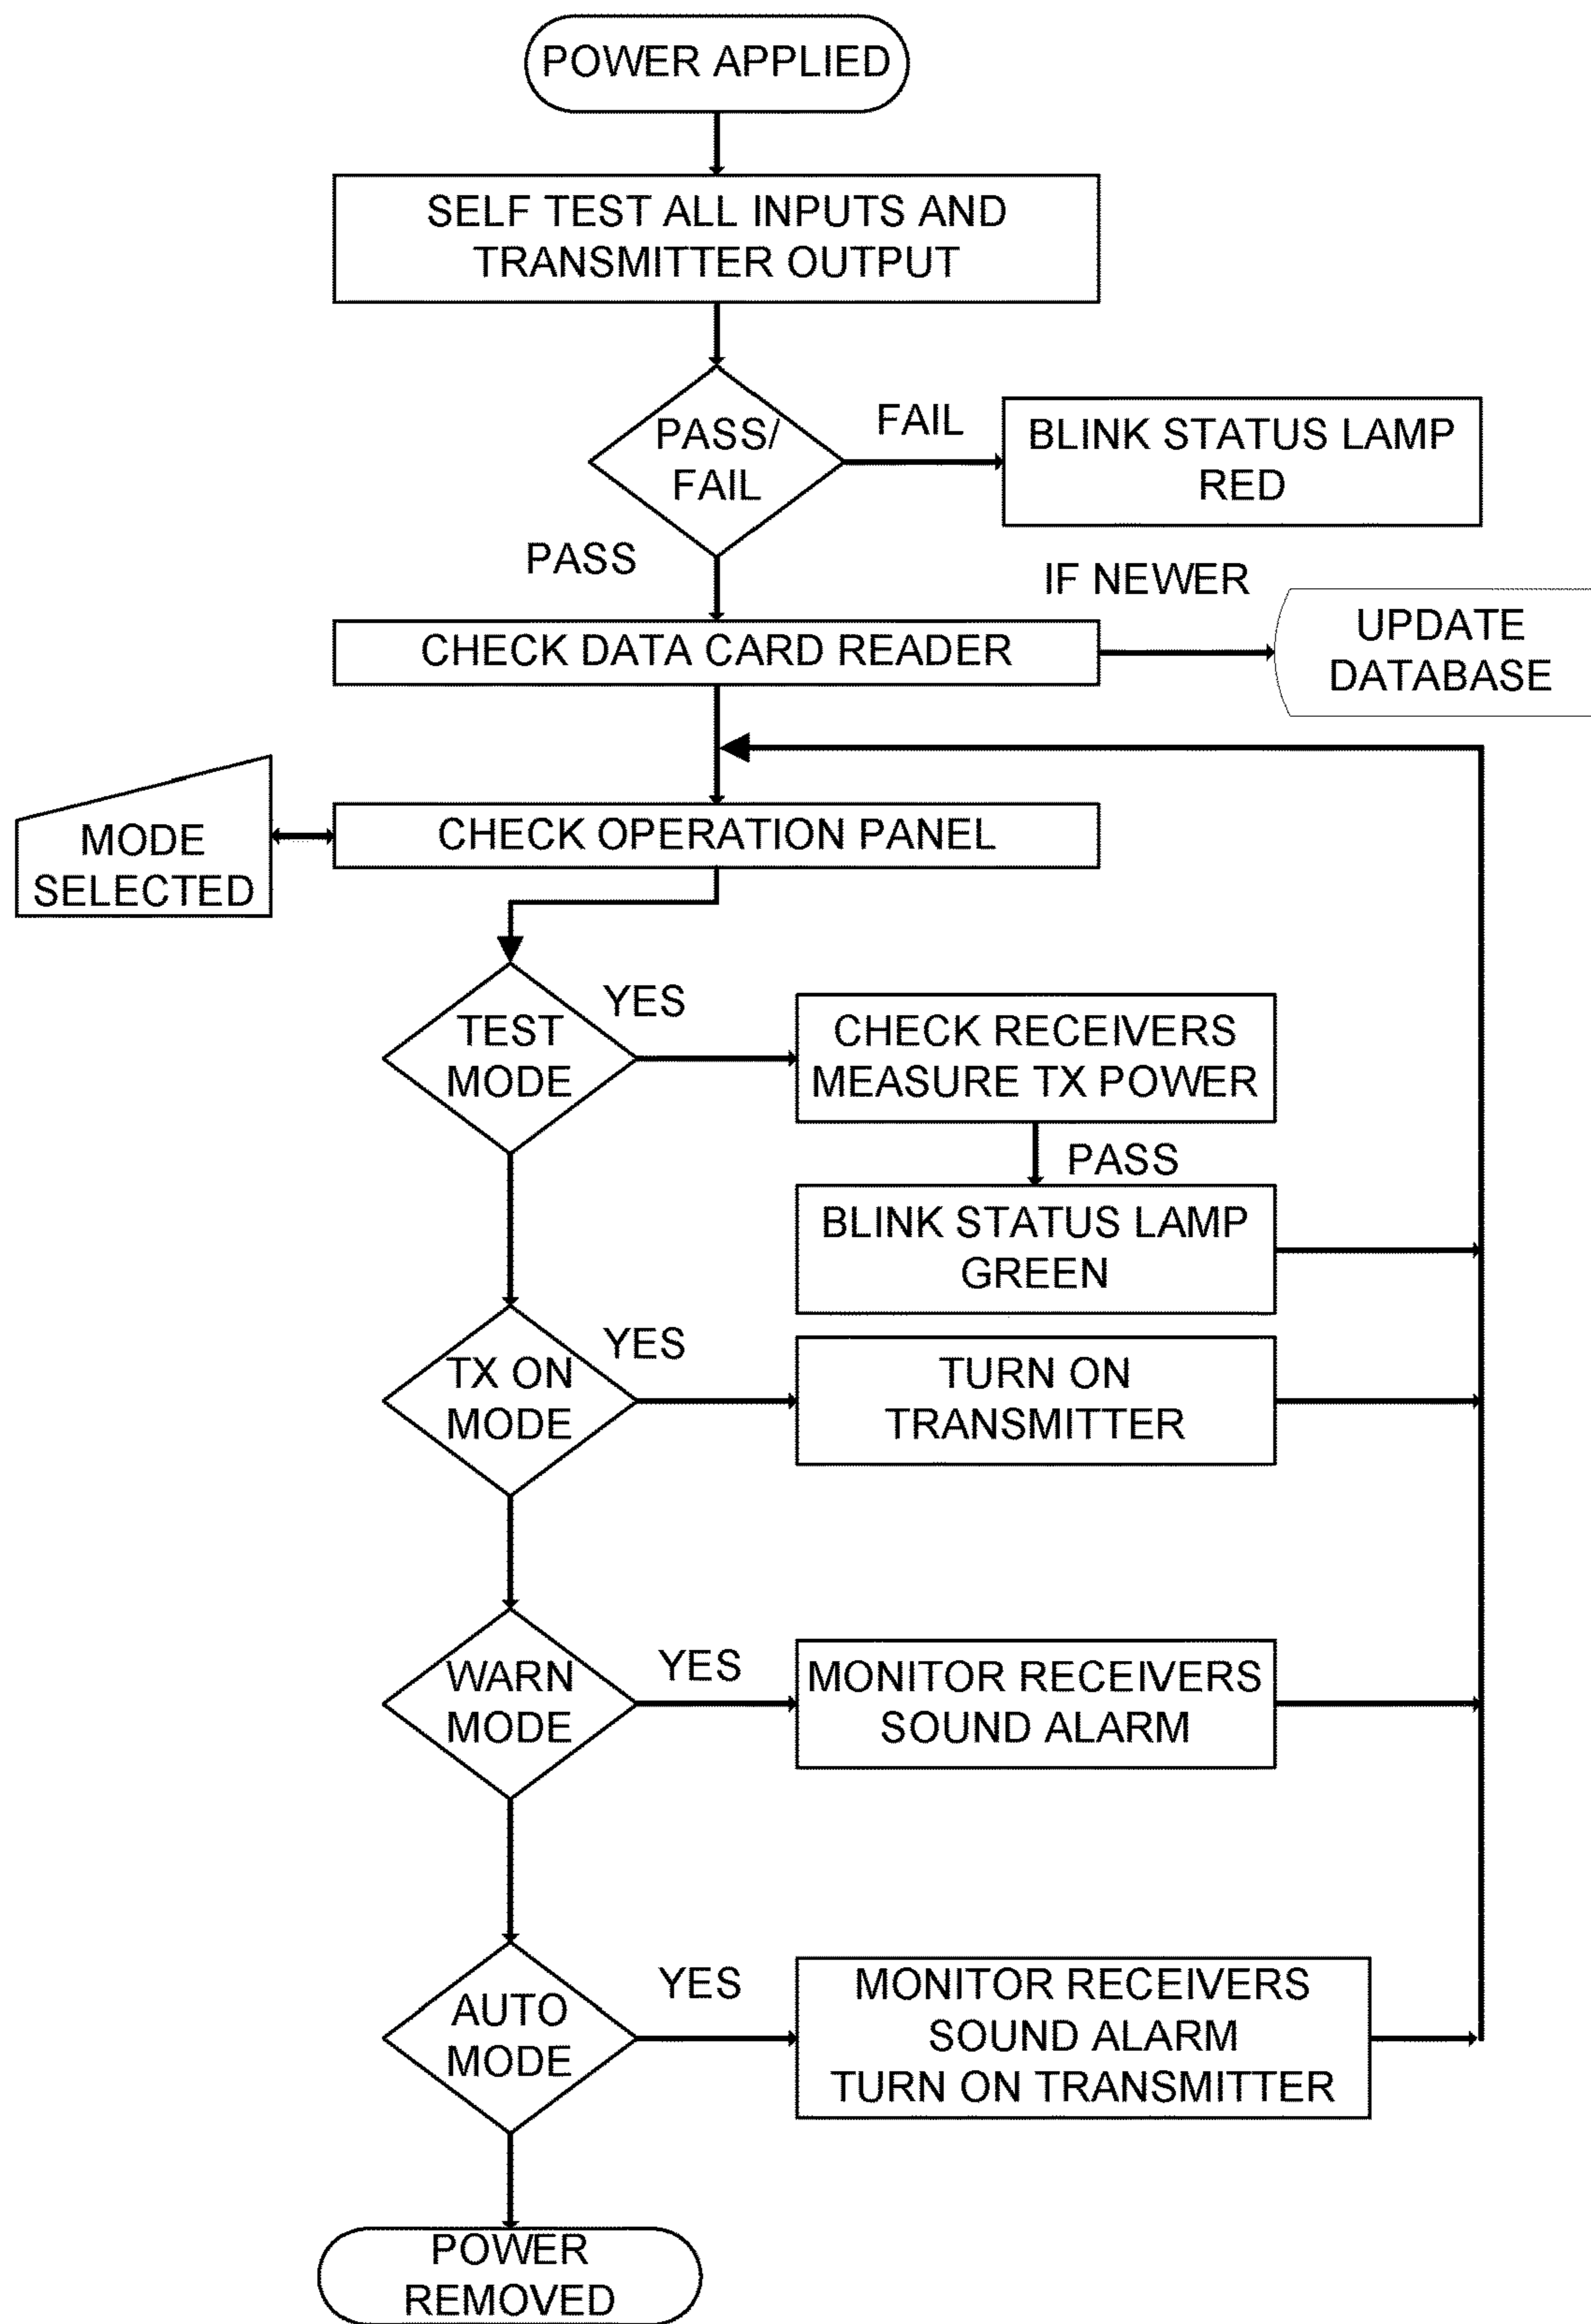 POWER APPLIED
SELF TEST ALL INPUTS AND
TRANSMITTER OUTPUT
PASS/
FAIL
FAIL
BLINK STATUS LAMP
RED
PASS
IF NEWER
CHECK DATA CARD READER
UPDATE
DATABASE
MODE
SELECTED
CHECK OPERATION PANEL
TEST
MODE
YES
CHECK RECEIVERS
MEASURE TX POWER
PASS
BLINK STATUS LAMP
GREEN
TX ON
MODE
YES
TURN ON
TRANSMITTER
WARN
MODE
YES
MONITOR RECEIVERS
SOUND ALARM
AUTO
MODE
YES
MONITOR RECEIVERS
SOUND ALARM
TURN ON TRANSMITTER
POWER
REMOVED